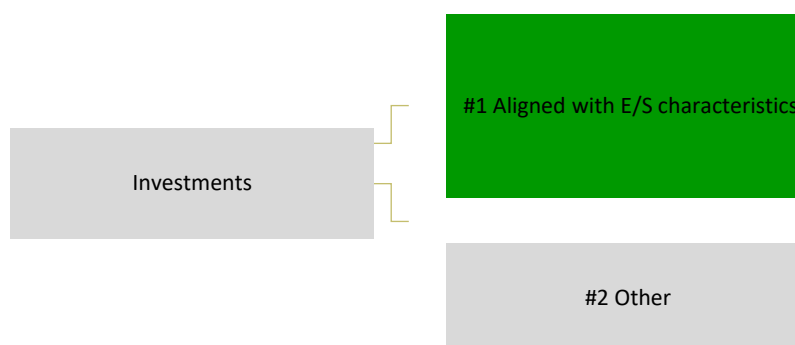 #1 Aligned with E/S characteristics
Investments
#2 Other